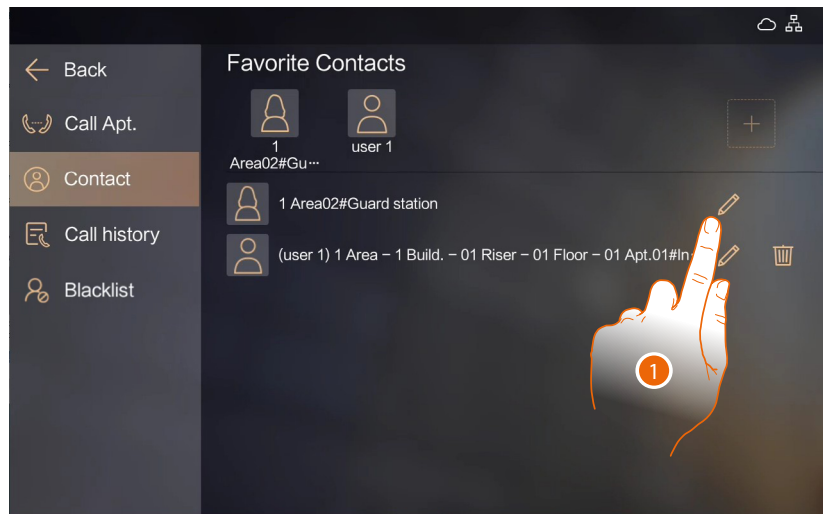 Back
Favorite Contacts
Call Apt.
1
Area02#Gu…
user 1
Contact
1 Area02#Guard station
Call history
(user 1) 1 Area – 1 Build. – 01 Riser – 01 Floor – 01 Apt.01#In
Blacklist
1